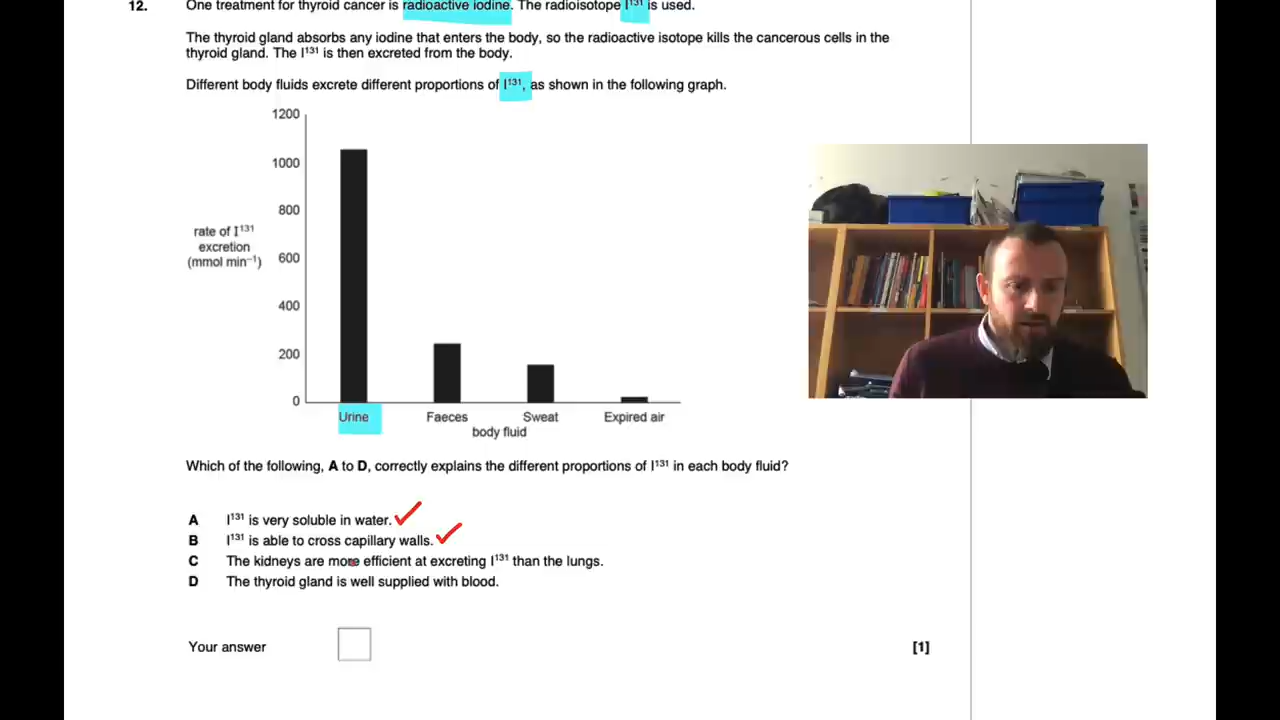 12. One treatment for thyroid cancer is radioactive iodine. The radioisotope I¹³¹ is used.
The thyroid gland absorbs any iodine that enters the body, so the radioactive isotope kills the cancerous cells in the
thyroid gland. The I¹³¹ is then excreted from the body.
Different body fluids excrete different proportions of I¹³¹, as shown in the following graph.
1200
1000
800
600
400
200
0
rate of I¹³¹
excretion
(mmol min⁻¹)
Urine Faeces Sweat Expired air
body fluid
Which of the following, A to D, correctly explains the different proportions of I¹³¹ in each body fluid?
A I¹³¹ is very soluble in water.
B I¹³¹ is able to cross capillary walls.
C The kidneys are more efficient at excreting I¹³¹ than the lungs.
D The thyroid gland is well supplied with blood.
Your answer [1]